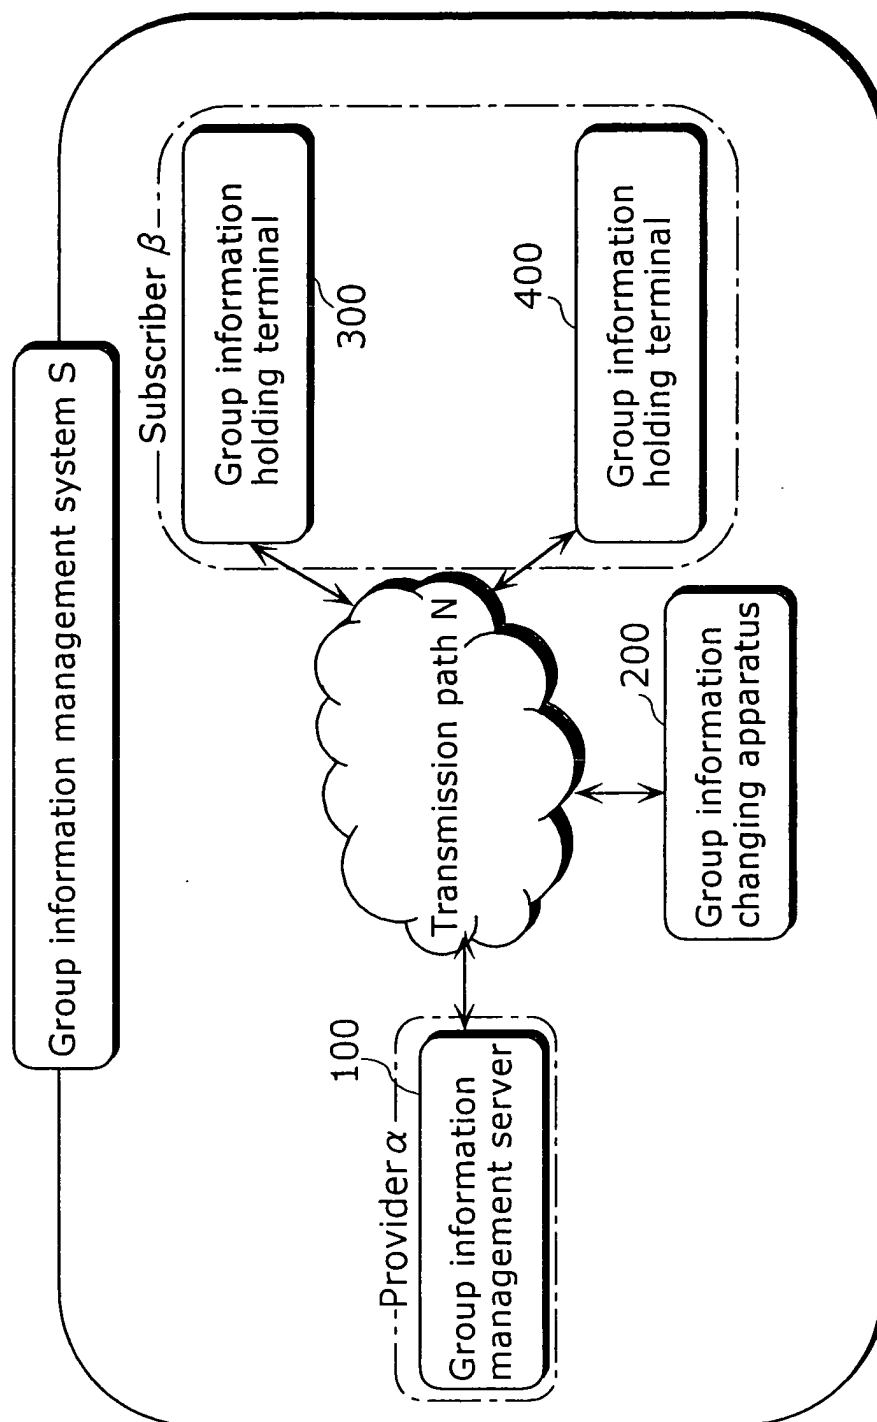 Group information management system S
Subscriber β
Group information
holding terminal
300
400
Group information
holding terminal
Transmission path N
200
Group information
changing apparatus
100
Provider α
Group information
management server